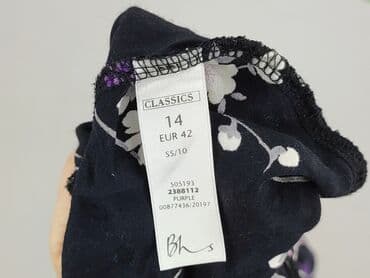 CLASSICS
14
EUR 42
SS/10
505193
2388112
PURPLE
00877436/20197
Bhs